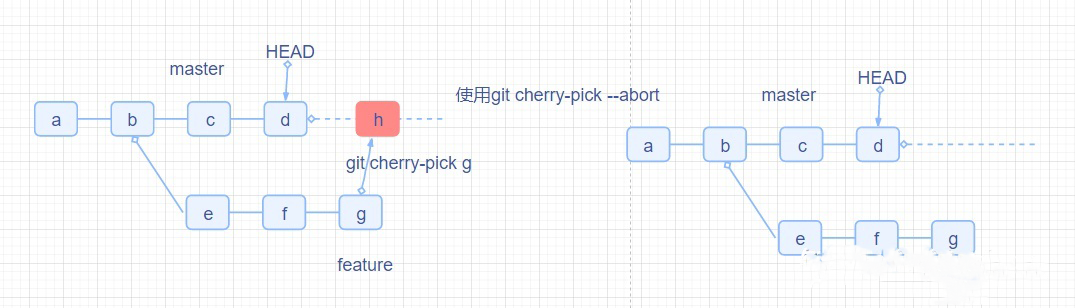 HEAD
master
a b c d h
git cherry-pick g
e f g
feature
使用git cherry-pick --abort
HEAD
master
a b c d
e f g